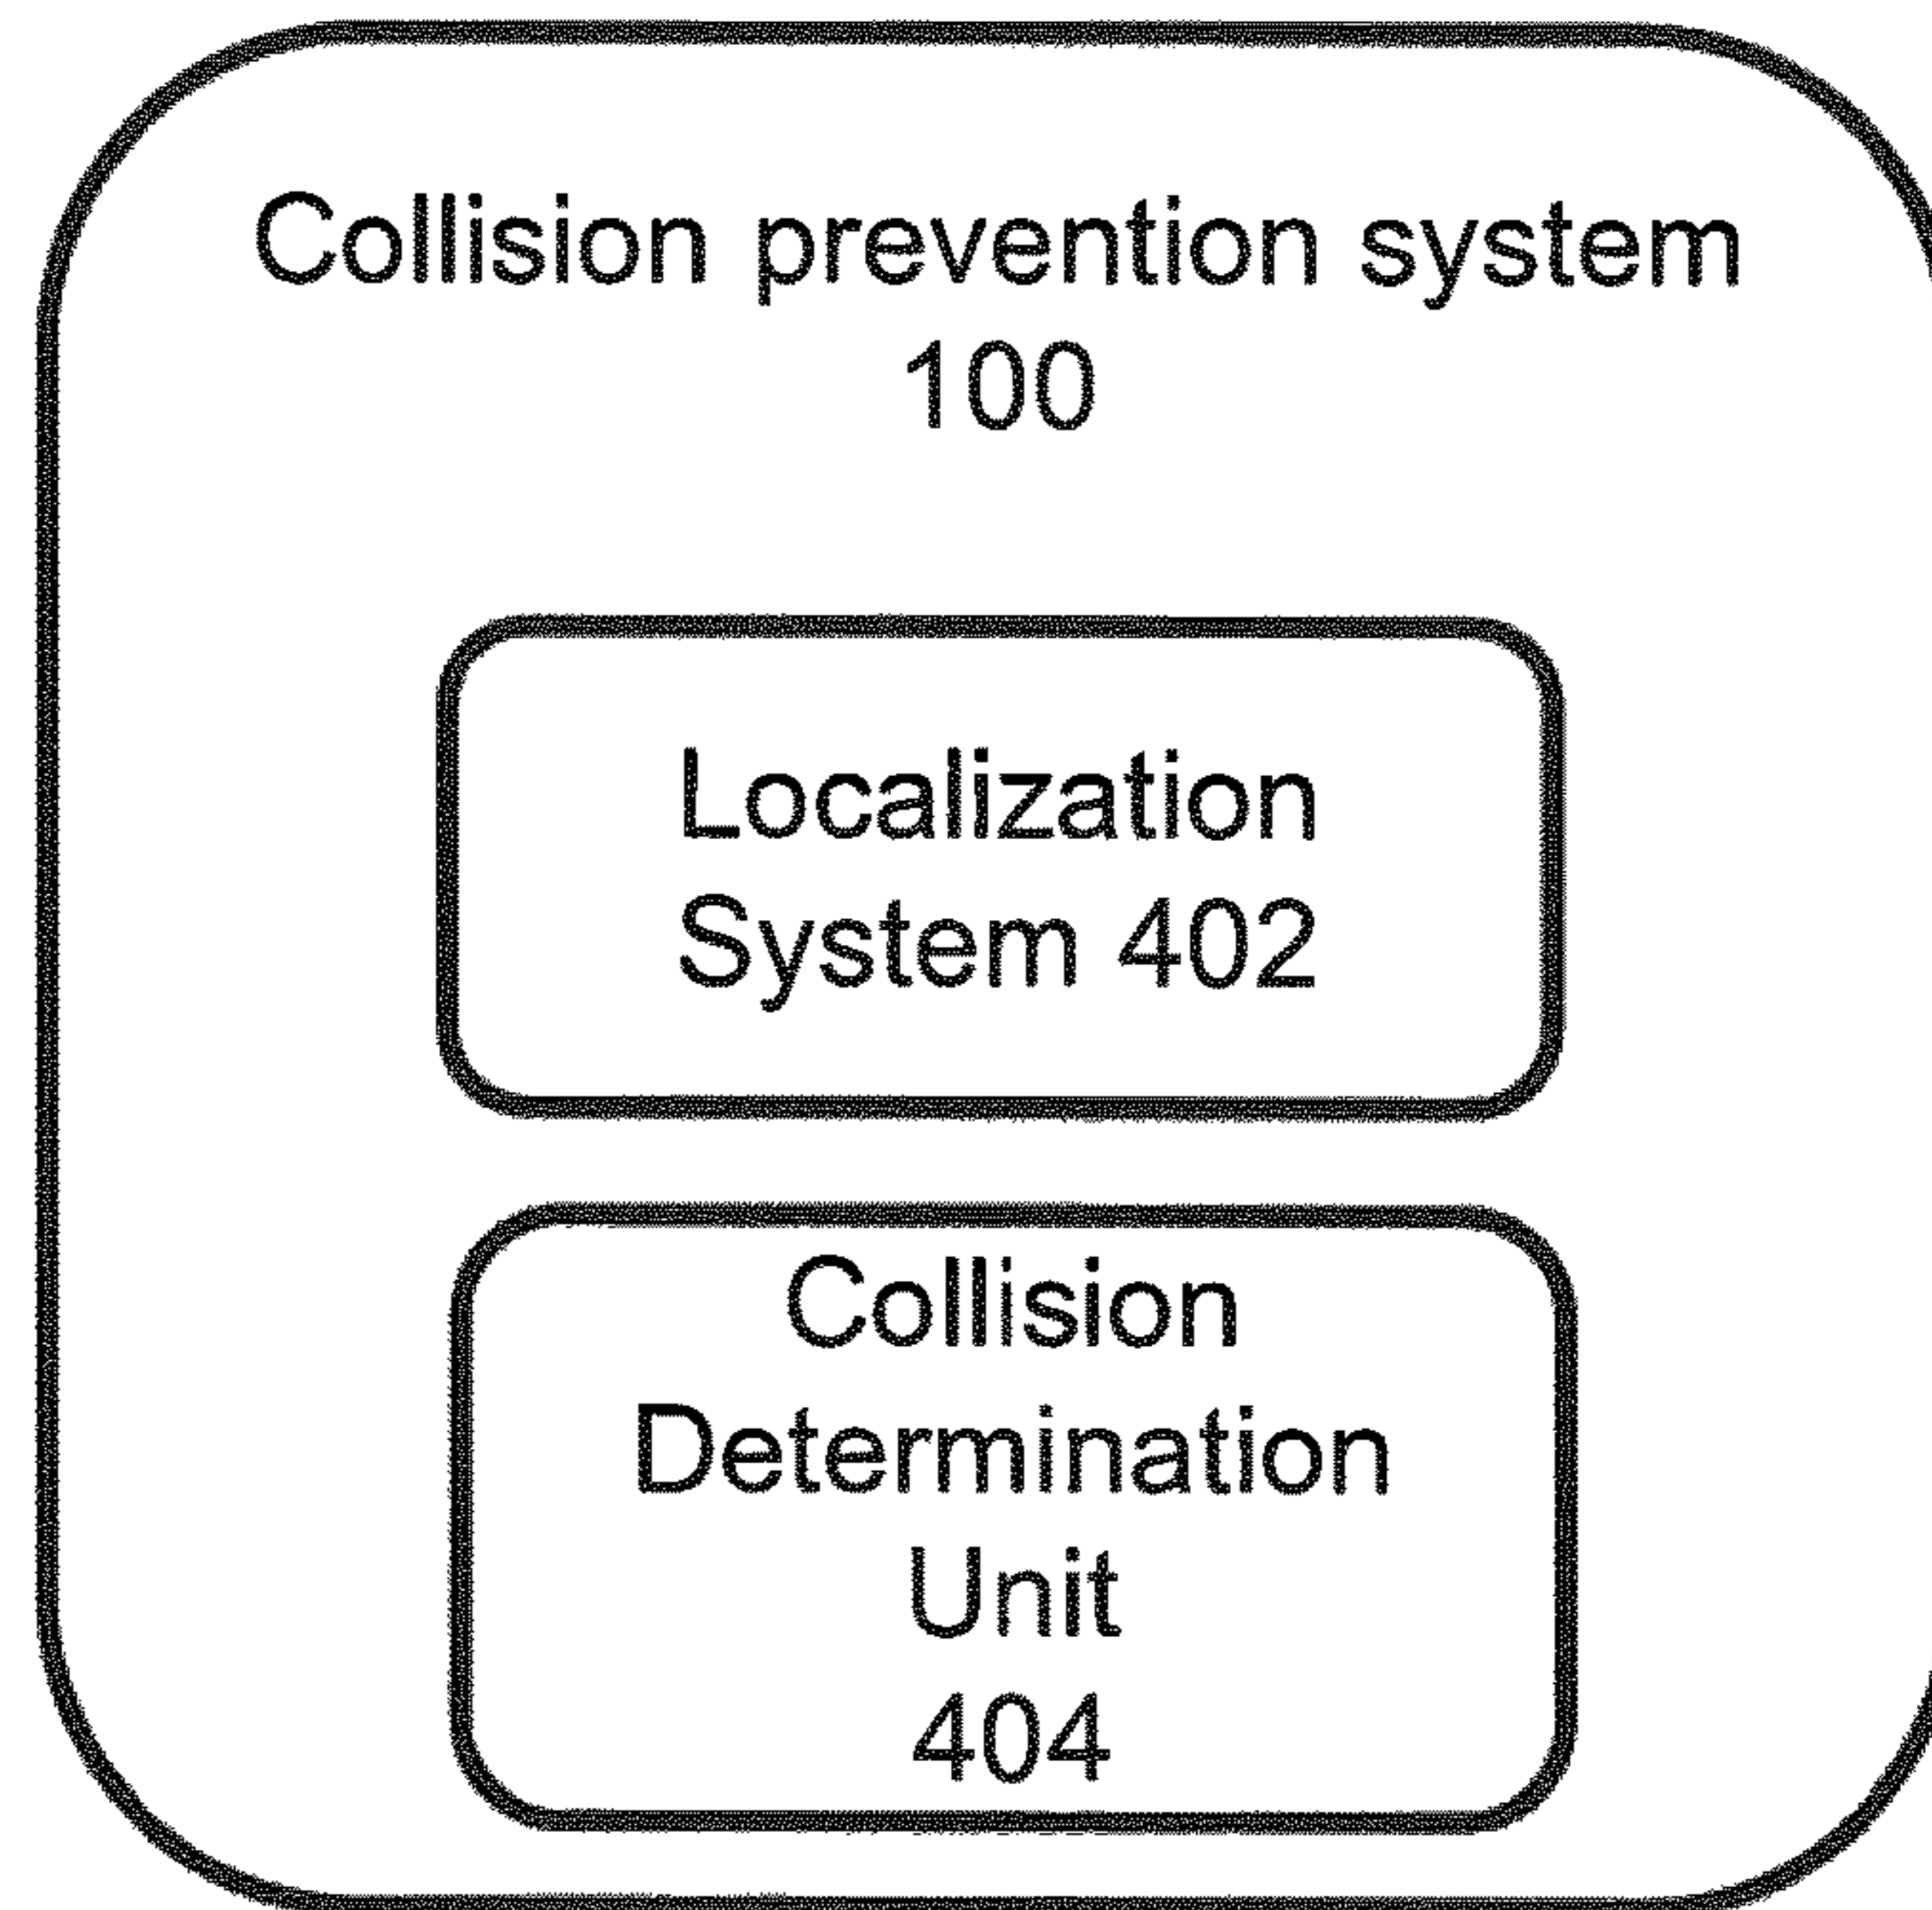 Collision prevention system
100
Localization
System 402
Collision
Determination
Unit
404